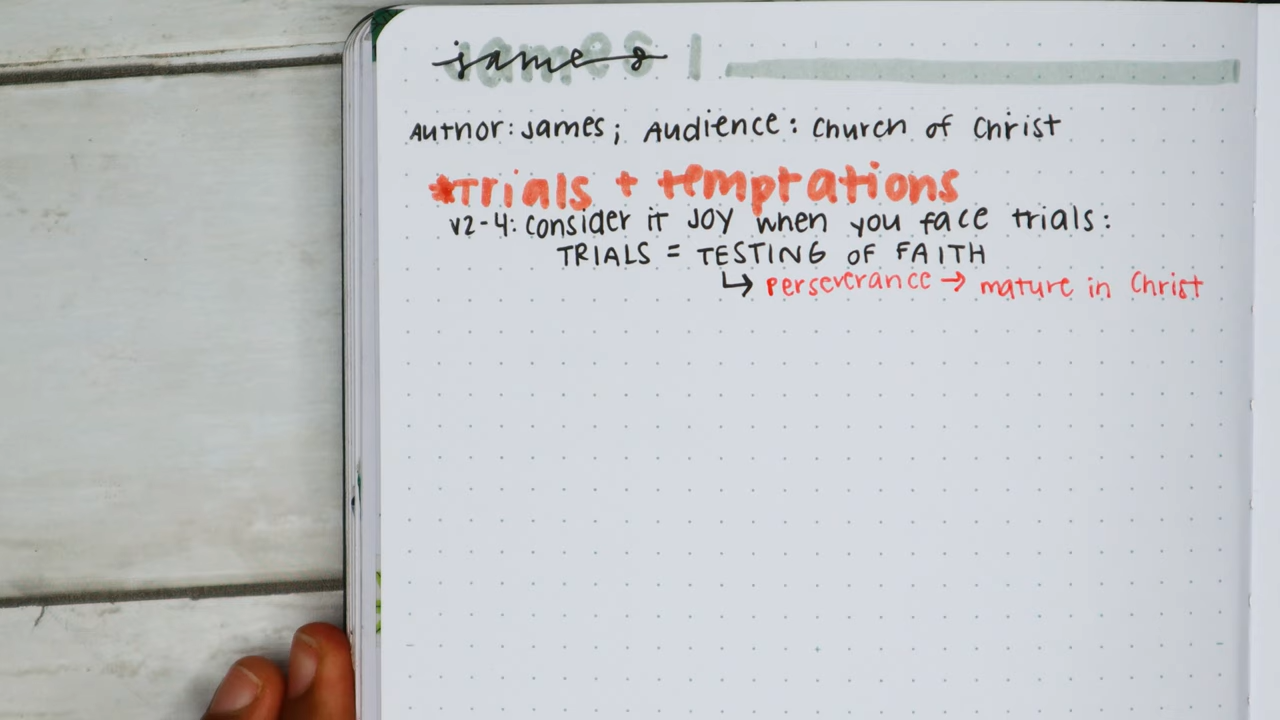 james 1
Author: James; Audience: Church of Christ
*Trials + temptations
v2-4: Consider it JOY when you face trials:
TRIALS = TESTING OF FAITH
↳ perseverance → mature in Christ